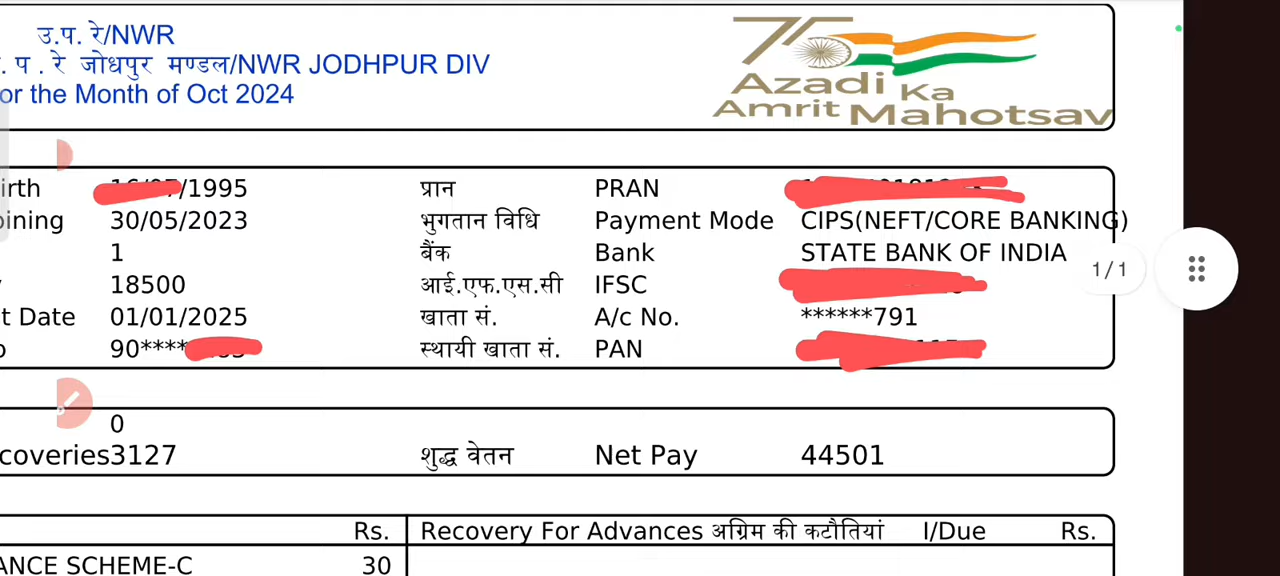 उ.प. रे/NWR
. प . रे जोधपुर मण्डल/NWR JODHPUR DIV
or the Month of Oct 2024
75
Azadi Ka
Amrit Mahotsav
irth /1995 प्रान PRAN
ining 30/05/2023 भुगतान विधि Payment Mode CIPS(NEFT/CORE BANKING)
1 बैंक Bank STATE BANK OF INDIA
18500 आई.एफ.एस.सी IFSC
1/1
t Date 01/01/2025 खाता सं. A/c No. ******791
90**** स्थायी खाता सं. PAN
0
coveries3127 शुद्ध वेतन Net Pay 44501
Rs. Recovery For Advances अग्रिम की कटौतियां I/Due Rs.
ANCE SCHEME-C 30